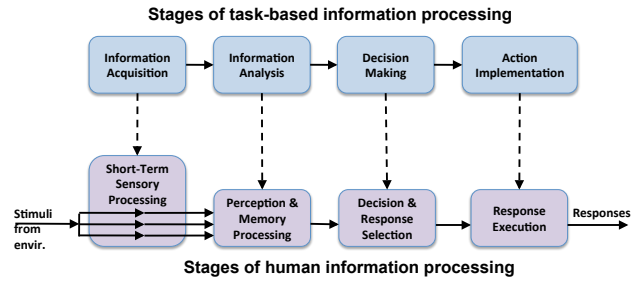 Stages of task-based information processing
Information
Acquisition
Information
Analysis
Decision
Making
Action
Implementation
Short-Term
Sensory
Processing
Stimuli
from
envir.
Perception &
Memory
Processing
Decision &
Response
Selection
Response
Execution
Responses
Stages of human information processing